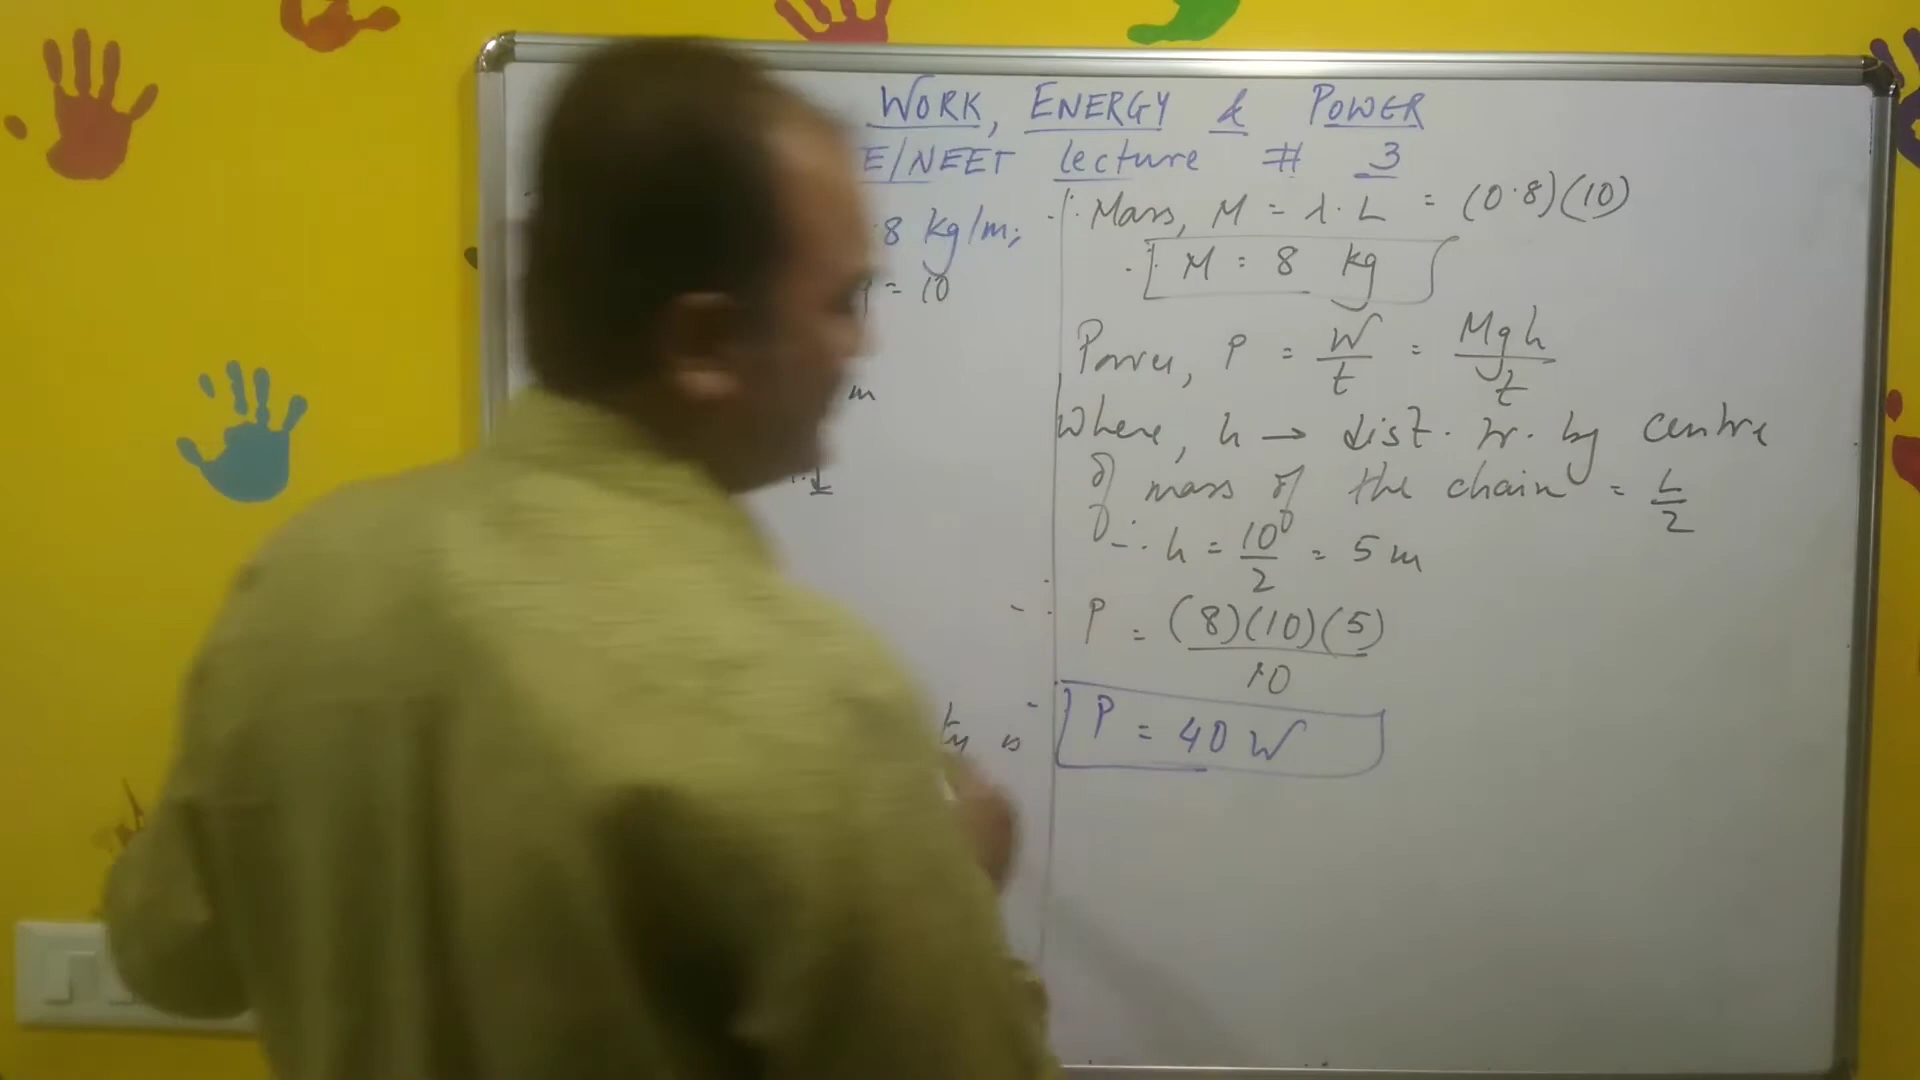 WORK, ENERGY & POWER
E/NEET Lecture # 3
8 kg/m;
= 10
m
is
∴ Mass, M = λ. L = (0.8)(10)
∴ M = 8 kg
Power, P = W/t = Mgh/t
Where, h → dist. tr. by centre
of mass of the chain = L/2
∴ h = 10/2 = 5 m
∴ P = (8)(10)(5)/10
P = 40 W